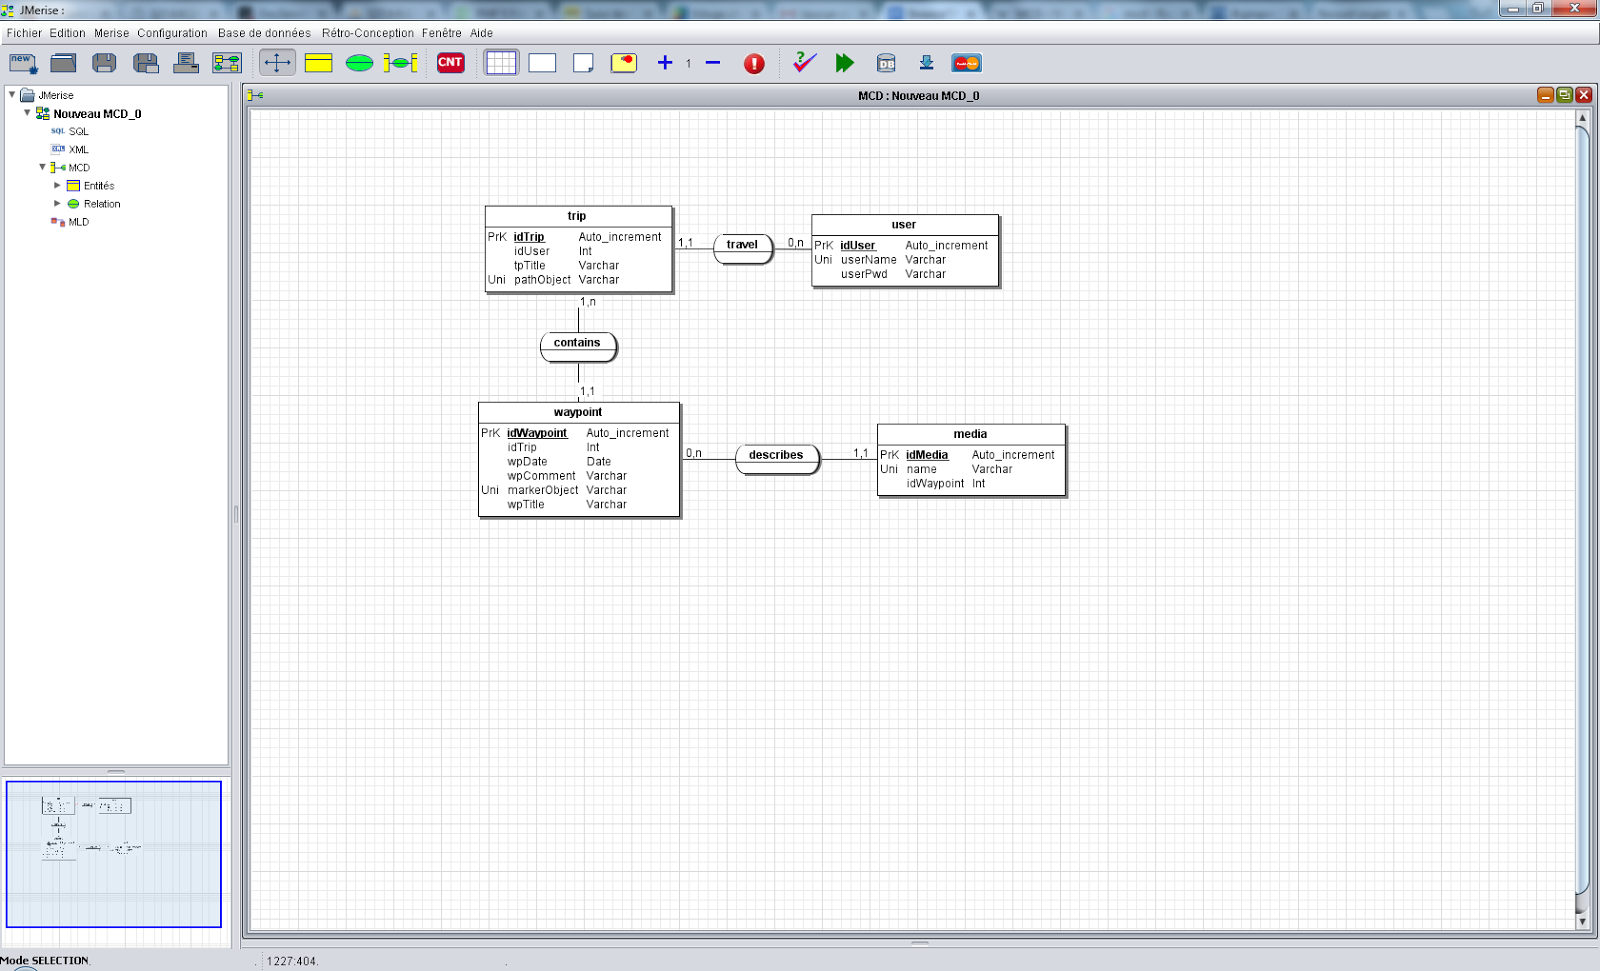 JMerise :
Fichier Edition Merise Configuration Base de données Rétro-Conception Fenêtre Aide
new CNT 1 DB
JMerise
Nouveau MCD_0
SQL SQL
XML
MCD
Entités
Relation
MLD
MCD : Nouveau MCD_0
trip
PrK idTrip Auto_increment
idUser Int
tpTitle Varchar
Uni pathObject Varchar
1,1 travel 0,n
user
PrK idUser Auto_increment
Uni userName Varchar
userPwd Varchar
1,n
contains
1,1
waypoint
PrK idWaypoint Auto_increment
idTrip Int
wpDate Date
wpComment Varchar
Uni markerObject Varchar
wpTitle Varchar
0,n describes 1,1
media
PrK idMedia Auto_increment
Uni name Varchar
idWaypoint Int
Mode SELECTION. . 1227:404. .